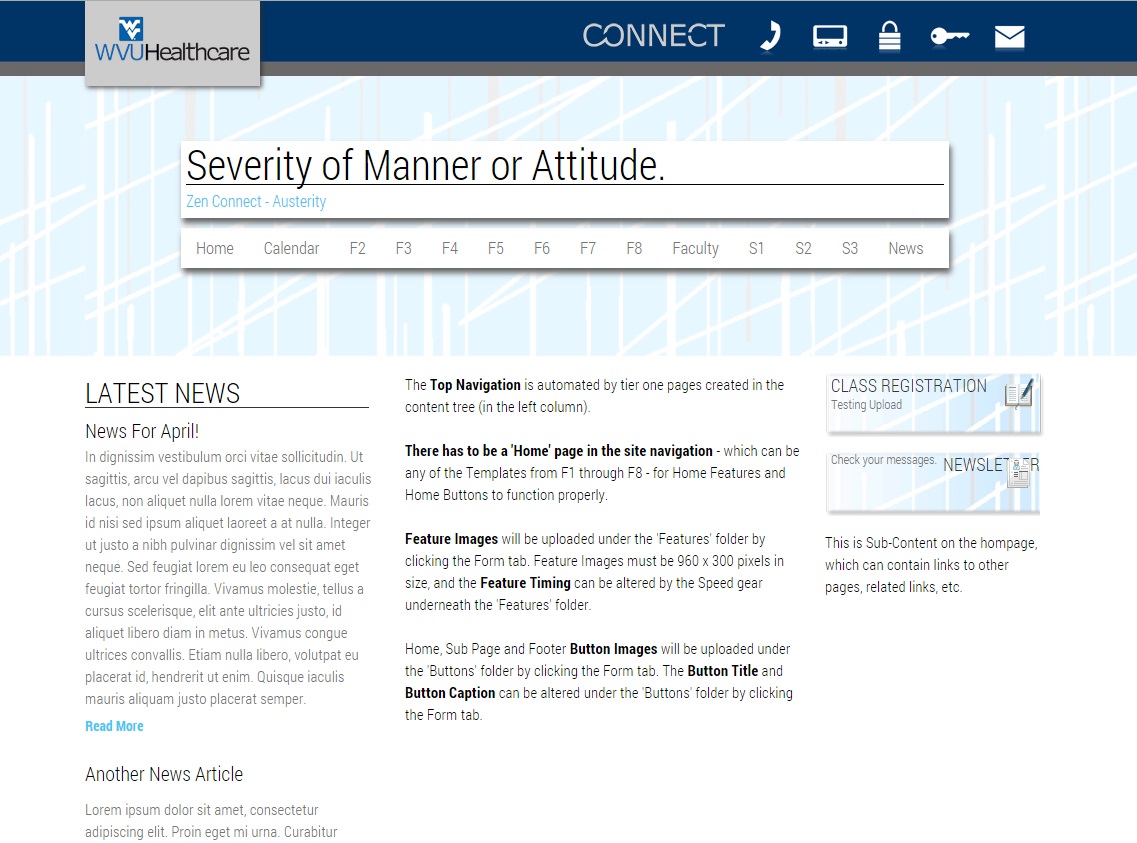 WVUHealthcare
CONNECT
Severity of Manner or Attitude.
Zen Connect - Austerity
Home Calendar F2 F3 F4 F5 F6 F7 F8 Faculty S1 S2 S3 News
LATEST NEWS
News For April!
In dignissim vestibulum orci vitae sollicitudin. Ut
sagittis, arcu vel dapibus sagittis, lacus dui iaculis
lacus, non aliquet nulla lorem vitae neque. Mauris
id nisi sed ipsum aliquet laoreet a at nulla. Integer
ut justo a nibh pulvinar dignissim vel sit amet
neque. Sed feugiat lorem eu leo consequat eget
feugiat tortor fringilla. Vivamus molestie, tellus a
cursus scelerisque, elit ante ultricies justo, id
aliquet libero diam in metus. Vivamus congue
ultrices convallis. Etiam nulla libero, volutpat eu
placerat id, hendrerit ut enim. Quisque iaculis
mauris aliquam justo placerat semper.
Read More
Another News Article
Lorem ipsum dolor sit amet, consectetur
adipiscing elit. Proin eget mi urna. Curabitur
The Top Navigation is automated by tier one pages created in the
content tree (in the left column).
There has to be a 'Home' page in the site navigation - which can be
any of the Templates from F1 through F8 - for Home Features and
Home Buttons to function properly.
Feature Images will be uploaded under the 'Features' folder by
clicking the Form tab. Feature Images must be 960 x 300 pixels in
size, and the Feature Timing can be altered by the Speed gear
underneath the 'Features' folder.
Home, Sub Page and Footer Button Images will be uploaded under
the 'Buttons' folder by clicking the Form tab. The Button Title and
Button Caption can be altered under the 'Buttons' folder by clicking
the Form tab.
CLASS REGISTRATION
Testing Upload
Check your messages. NEWSLETTER
This is Sub-Content on the hompage,
which can contain links to other
pages, related links, etc.